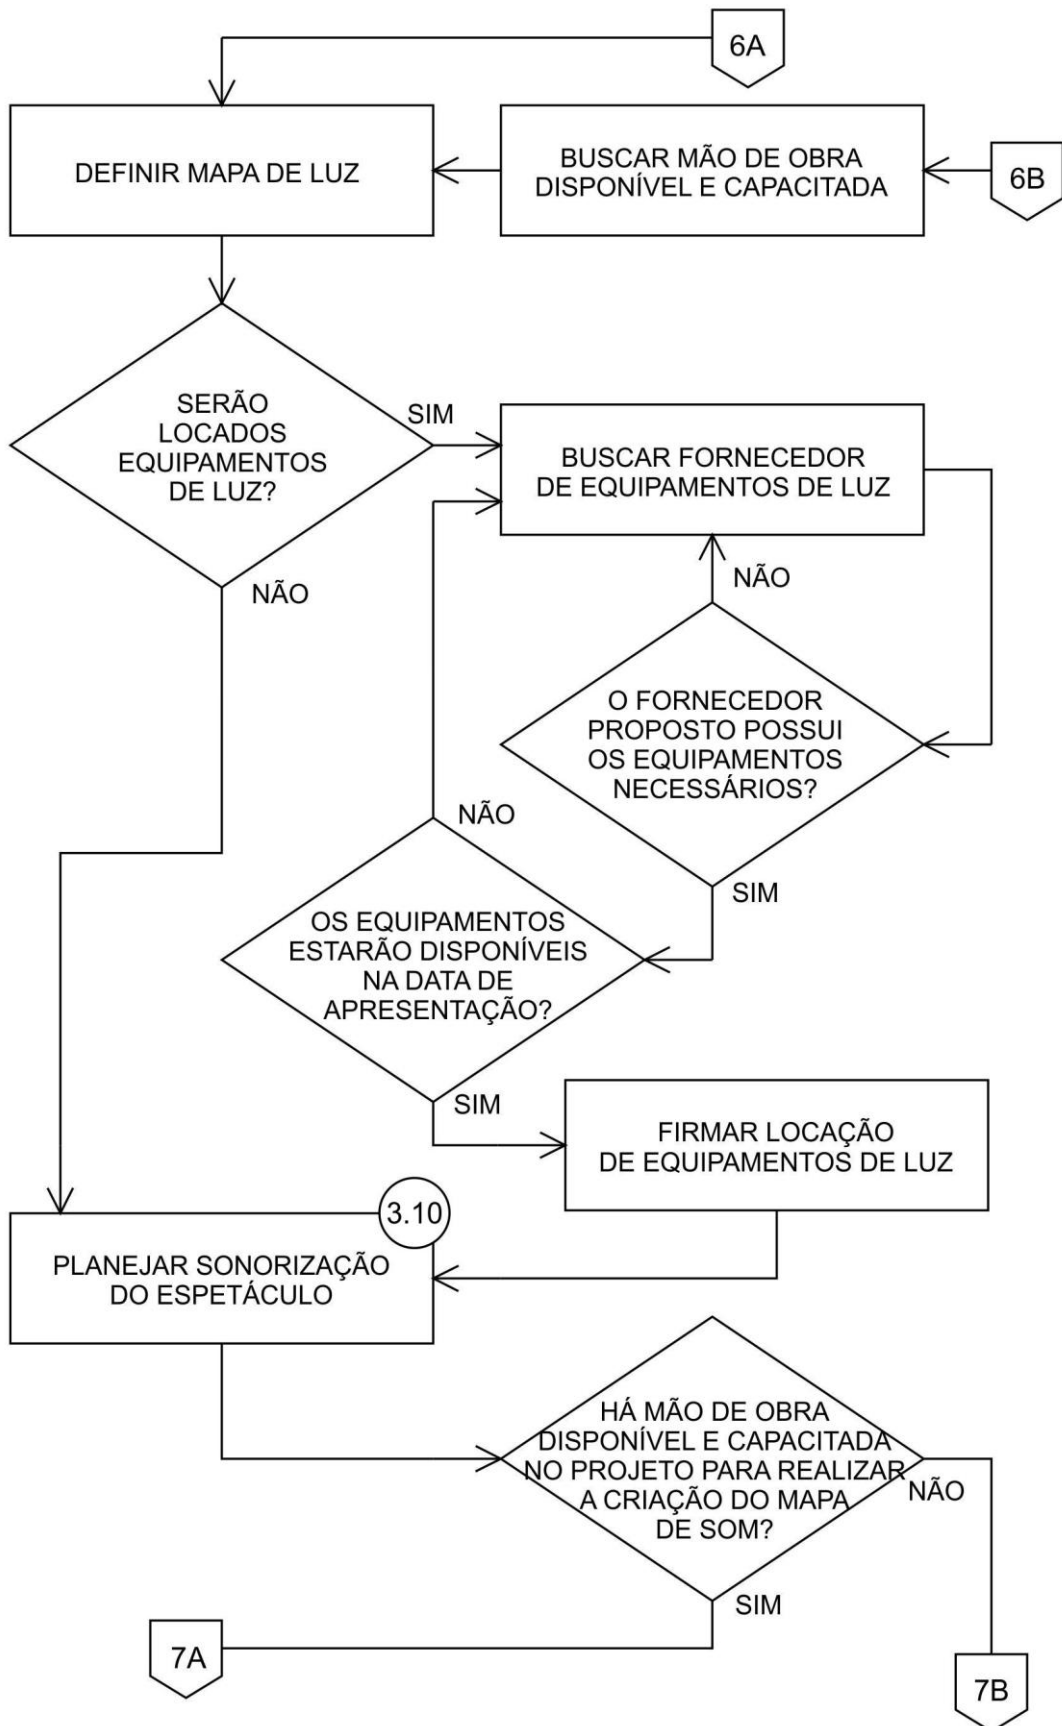 6A
DEFINIR MAPA DE LUZ
BUSCAR MÃO DE OBRA
DISPONÍVEL E CAPACITADA
6B
SERÃO
LOCADOS
EQUIPAMENTOS
DE LUZ?
SIM
NÃO
BUSCAR FORNECEDOR
DE EQUIPAMENTOS DE LUZ
NÃO
O FORNECEDOR
PROPOSTO POSSUI
OS EQUIPAMENTOS
NECESSÁRIOS?
SIM
NÃO
OS EQUIPAMENTOS
ESTARÃO DISPONÍVEIS
NA DATA DE
APRESENTAÇÃO?
SIM
FIRMAR LOCAÇÃO
DE EQUIPAMENTOS DE LUZ
3.10
PLANEJAR SONORIZAÇÃO
DO ESPETÁCULO
HÁ MÃO DE OBRA
DISPONÍVEL E CAPACITADA
NO PROJETO PARA REALIZAR
A CRIAÇÃO DO MAPA
DE SOM?
NÃO
SIM
7A
7B